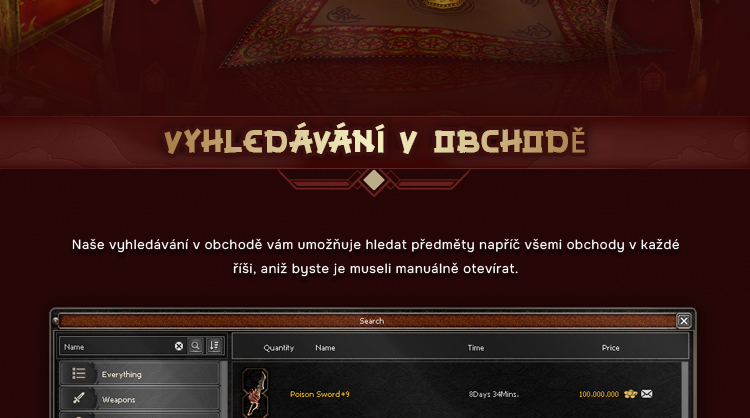 VYHLEDÁVÁNÍ V OBCHODĚ
Naše vyhledávání v obchodě vám umožňuje hledat předměty napříč všemi obchody v každé
říši, aniž byste je museli manuálně otevírat.
Search
Name
Quantity Name Time Price
Everything
Poison Sword+9 8Days 34Mins. 100.000.000
Weapons